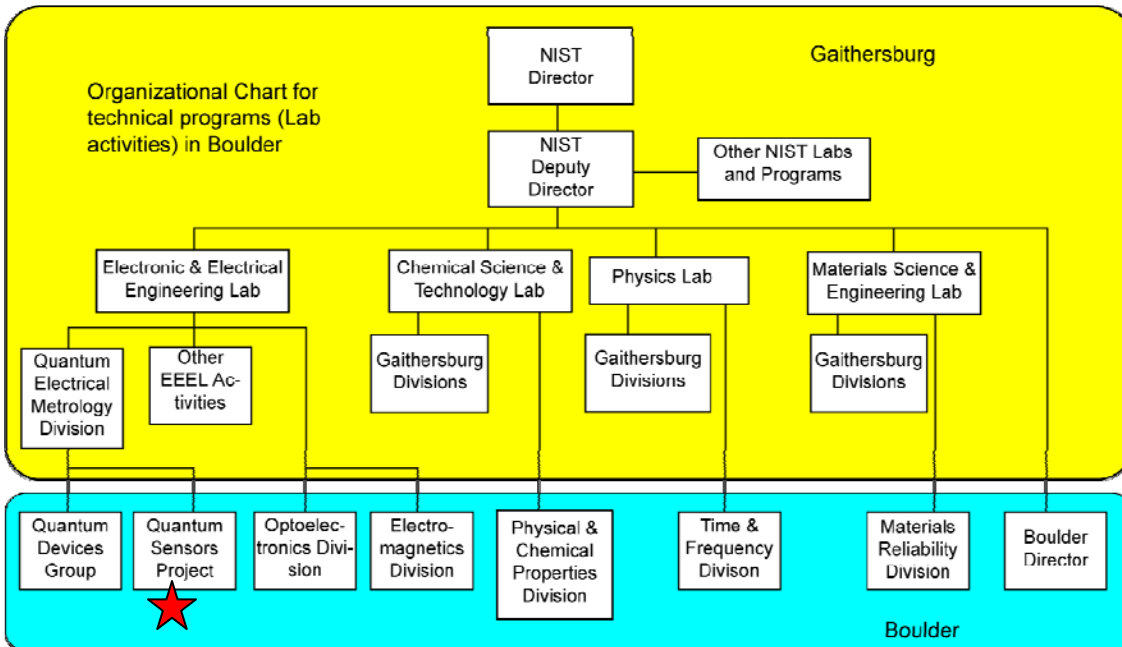 NIST
Director
Gaithersburg
Organizational Chart for
technical programs (Lab
activities) in Boulder
NIST
Deputy
Director
Other NIST Labs
and Programs
Electronic & Electrical
Engineering Lab
Chemical Science &
Technology Lab
Physics Lab
Materials Science &
Engineering Lab
Quantum
Electrical
Metrology
Division
Other
EEEL Ac-
tivities
Gaithersburg
Divisions
Gaithersburg
Divisions
Gaithersburg
Divisions
Quantum
Devices
Group
Quantum
Sensors
Project
Optoelec-
tronics Divi-
sion
Electro-
magnetics
Division
Physical &
Chemical
Properties
Division
Time &
Frequency
Divison
Materials
Reliability
Division
Boulder
Director
Boulder